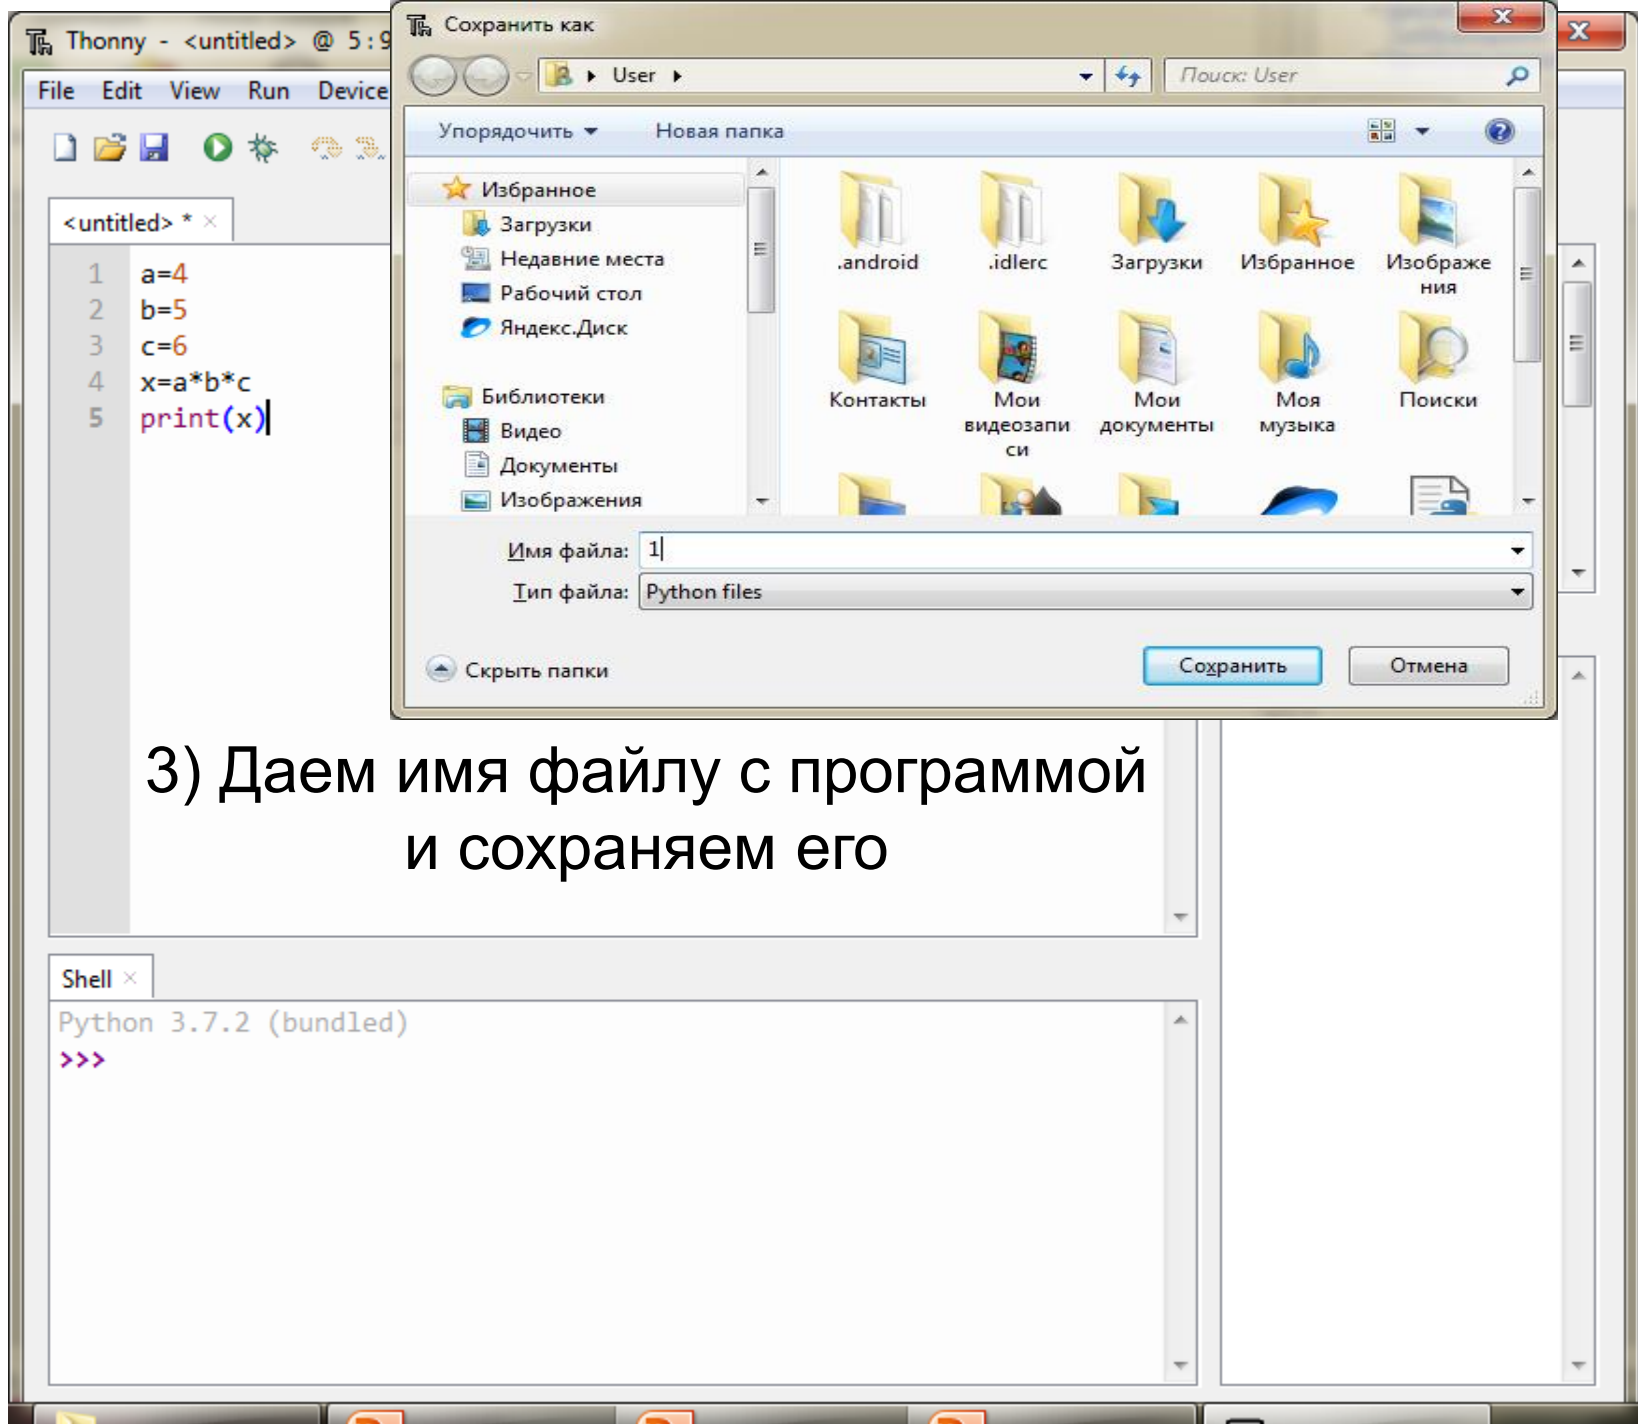 Thonny - <untitled> @ 5:9
File Edit View Run Device
<untitled> *
1 a=4
2 b=5
3 c=6
4 x=a*b*c
5 print(x)
Сохранить как
User
Поиск: User
Упорядочить
Новая папка
Избранное
Загрузки
Недавние места
Рабочий стол
Яндекс.Диск
Библиотеки
Видео
Документы
Изображения
.android
.idlerc
Загрузки
Избранное
Изображе
ния
Контакты
Мои
видеозапи
си
Мои
документы
Моя
музыка
Поиски
Имя файла: 1
Тип файла: Python files
Скрыть папки
Сохранить
Отмена
3) Даем имя файлу с программой
и сохраняем его
Shell
Python 3.7.2 (bundled)
>>>